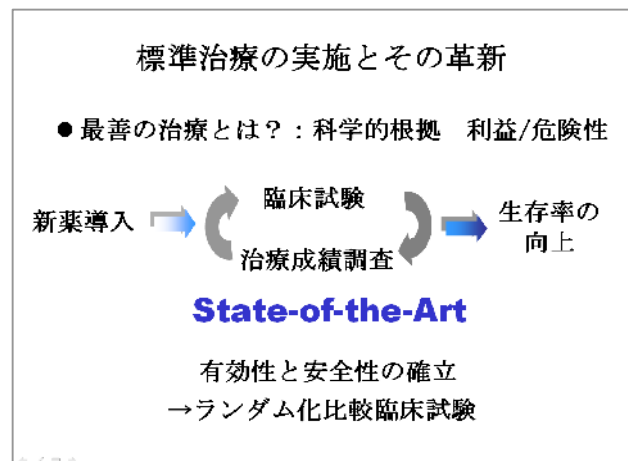 標準治療の実施とその革新
●最善の治療とは？：科学的根拠 利益/危険性
新薬導入
臨床試験
治療成績調査
生存率の
向上
State-of-the-Art
有効性と安全性の確立
→ランダム化比較臨床試験